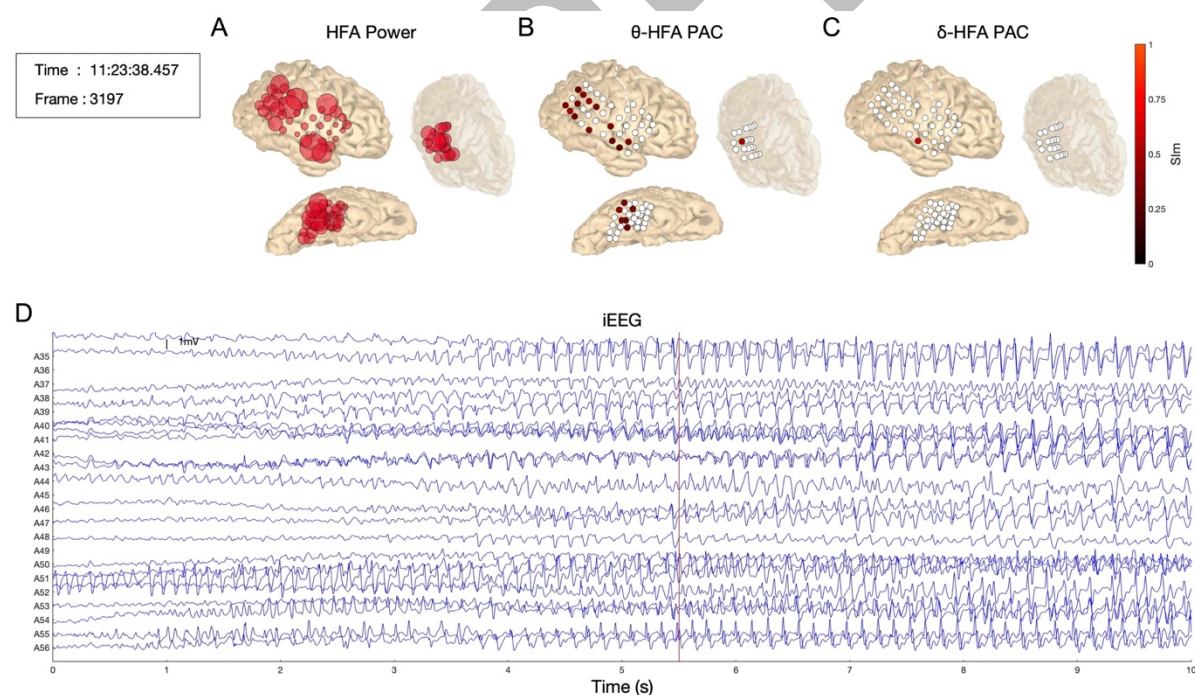 A HFA Power
B θ-HFA PAC
C δ-HFA PAC
Time : 11:23:38.457
Frame : 3197
1
0.75
0.5
0.25
0
SIm
D iEEG
1mV
A35
A36
A37
A38
A39
A40
A41
A42
A43
A44
A45
A46
A47
A48
A49
A50
A51
A52
A53
A54
A55
A56
0 1 2 3 4 5 6 7 8 9 10
Time (s)